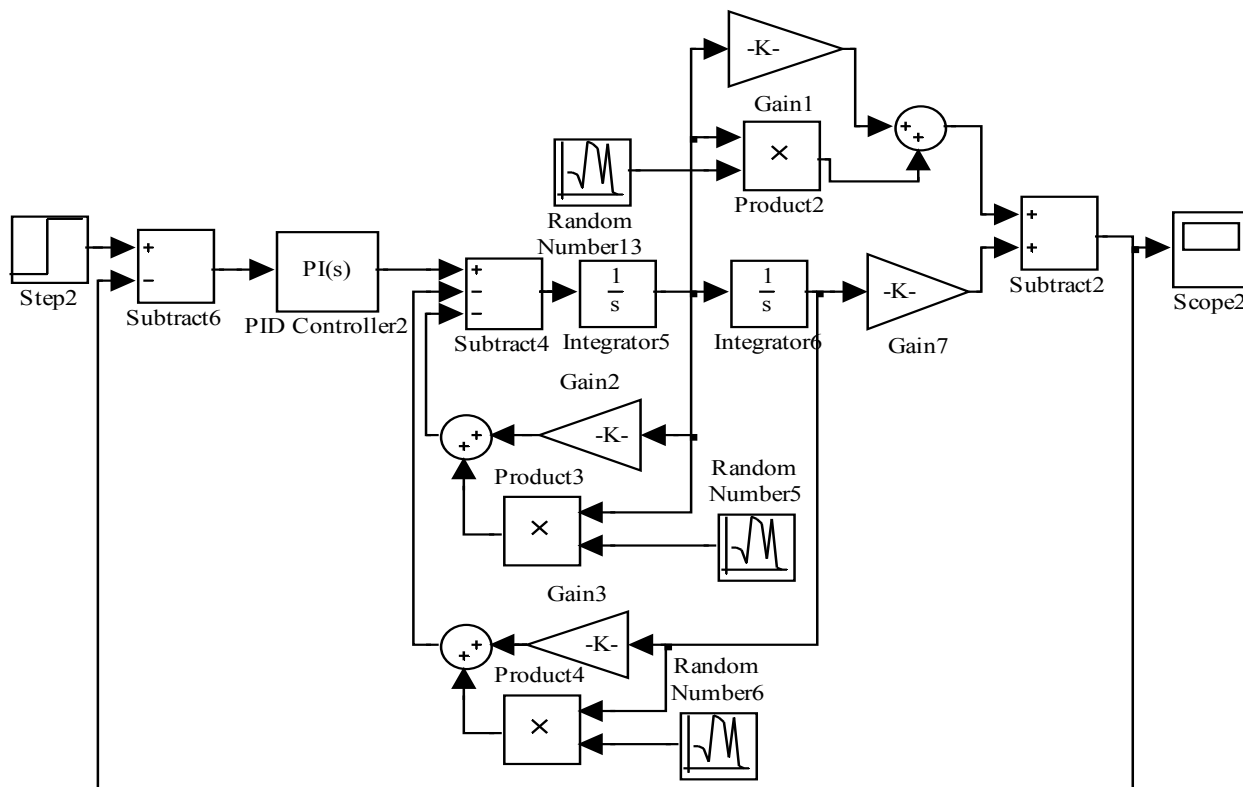 -K-
Gain1
+
+
×
Product2
Random
Number13
+
−
Step2
Subtract6
PI(s)
PID Controller2
+
−
−
Subtract4
1
s
Integrator5
1
s
Integrator6
-K-
Gain7
+
+
Subtract2
Scope2
Gain2
-K-
+
+
Product3
×
Random
Number5
Gain3
-K-
+
+
Product4
×
Random
Number6